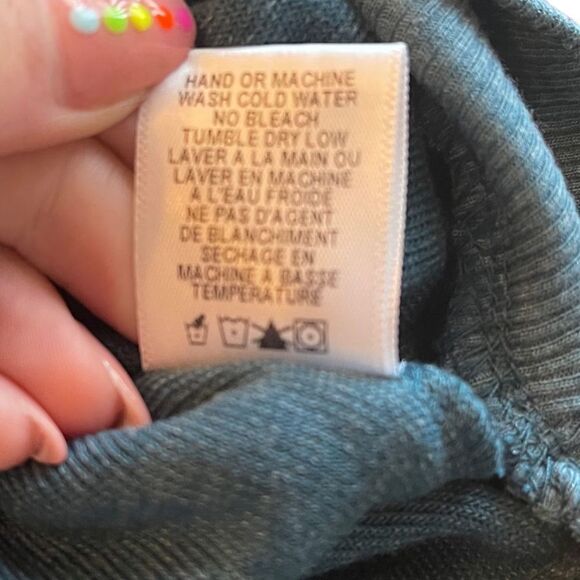 HAND OR MACHINE
WASH COLD WATER
NO BLEACH
TUMBLE DRY LOW
LAVER A LA MAIN OU
LAVER EN MACHINE
A L'EAU FROIDE
NE PAS D'AGENT
DE BLANCHIMENT
SECHAGE EN
MACHINE A BASSE
TEMPERATURE